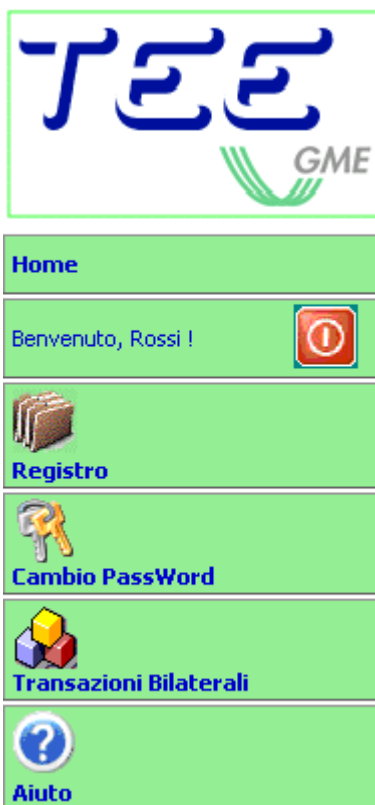 TEE
GME
Home
Benvenuto, Rossi !
Registro
Cambio PassWord
Transazioni Bilaterali
Aiuto